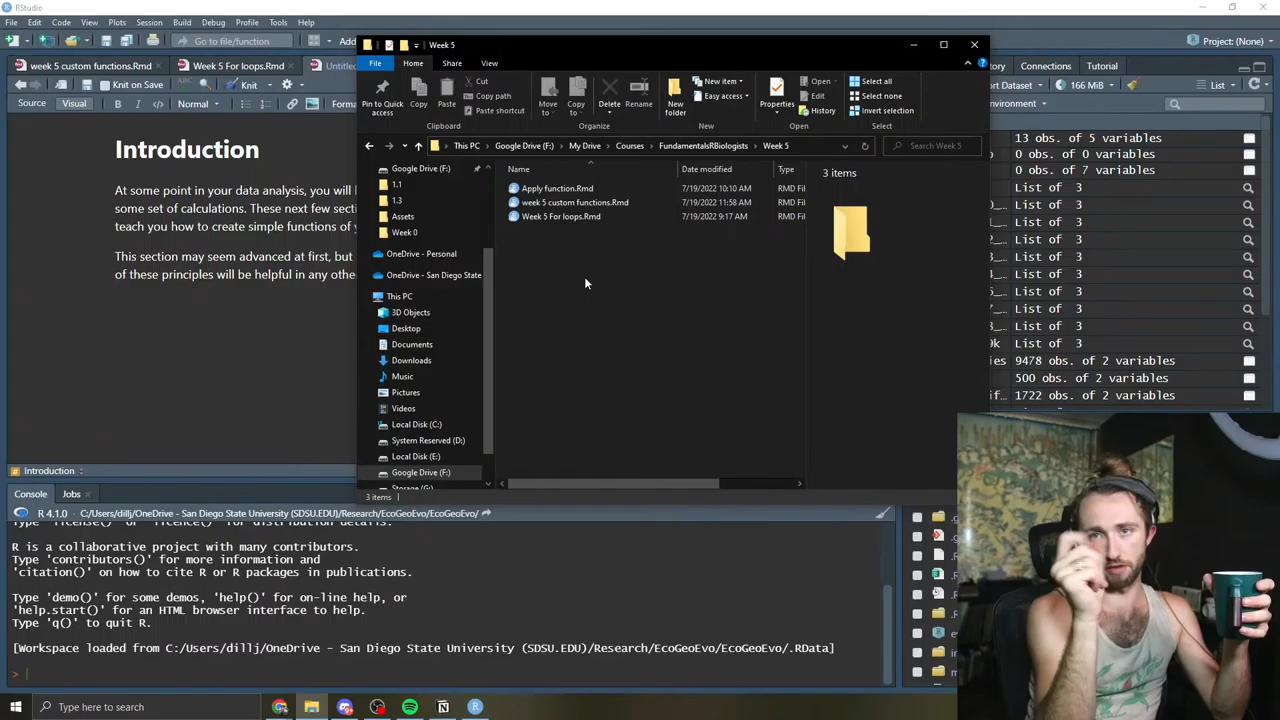 RStudio
File Edit Code View Plots Session Build Debug Profile Tools Help
Go to file/function
Project: (None)
week 5 custom functions.Rmd
Week 5 For loops.Rmd
Source
Visual
Knit
Normal
Introduction
At some point in your data analysis, you will
some set of calculations. These next few sect
teach you how to create simple functions of
This section may seem advanced at first, but
of these principles will be helpful in any othe
Introduction
Week 5
File
Home
Share
View
Pin to Quick
access
Copy
Paste
Cut
Copy path
Paste shortcut
Clipboard
Move
to
Copy
to
Delete
Rename
Organize
New
folder
New item
Easy access
New
Properties
Open
Edit
History
Open
Select all
Select none
Invert selection
Select
This PC
Google Drive (F:)
My Drive
Courses
FundamentalsRBiologists
Week 5
Search Week 5
Google Drive (F:)
1.1
1.3
Assets
Week 0
OneDrive - Personal
OneDrive - San Diego State
This PC
3D Objects
Desktop
Documents
Downloads
Music
Pictures
Videos
Local Disk (C:)
System Reserved (D:)
Local Disk (E:)
Google Drive (F:)
Storage (G:)
Name Date modified Type
Apply function.Rmd 7/19/2022 10:10 AM RMD Fil
week 5 custom functions.Rmd 7/19/2022 11:58 AM RMD Fil
Week 5 For loops.Rmd 7/19/2022 9:17 AM RMD Fil
3 items
3 items
Connections
Tutorial
ort Dataset
166 MiB
List
13 obs. of 5 variables
0 obs. of 0 variables
0 obs. of 7 variables
List of 3
List of 3
List of 3
List of 3
List of 3
List of 3
List of 3
List of 3
List of 3
9478 obs. of 2 variables
500 obs. of 2 variables
1722 obs. of 2 variables
Console
Jobs
R 4.1.0 · C:/Users/dillj/OneDrive - San Diego State University (SDSU.EDU)/Research/EcoGeoEvo/EcoGeoEvo/
R is a collaborative project with many contributors.
Type 'contributors()' for more information and
'citation()' on how to cite R or R packages in publications.
Type 'demo()' for some demos, 'help()' for on-line help, or
'help.start()' for an HTML browser interface to help.
Type 'q()' to quit R.
[Workspace loaded from C:/Users/dillj/OneDrive - San Diego State University (SDSU.EDU)/Research/EcoGeoEvo/EcoGeoEvo/.RData]
>
Type here to search